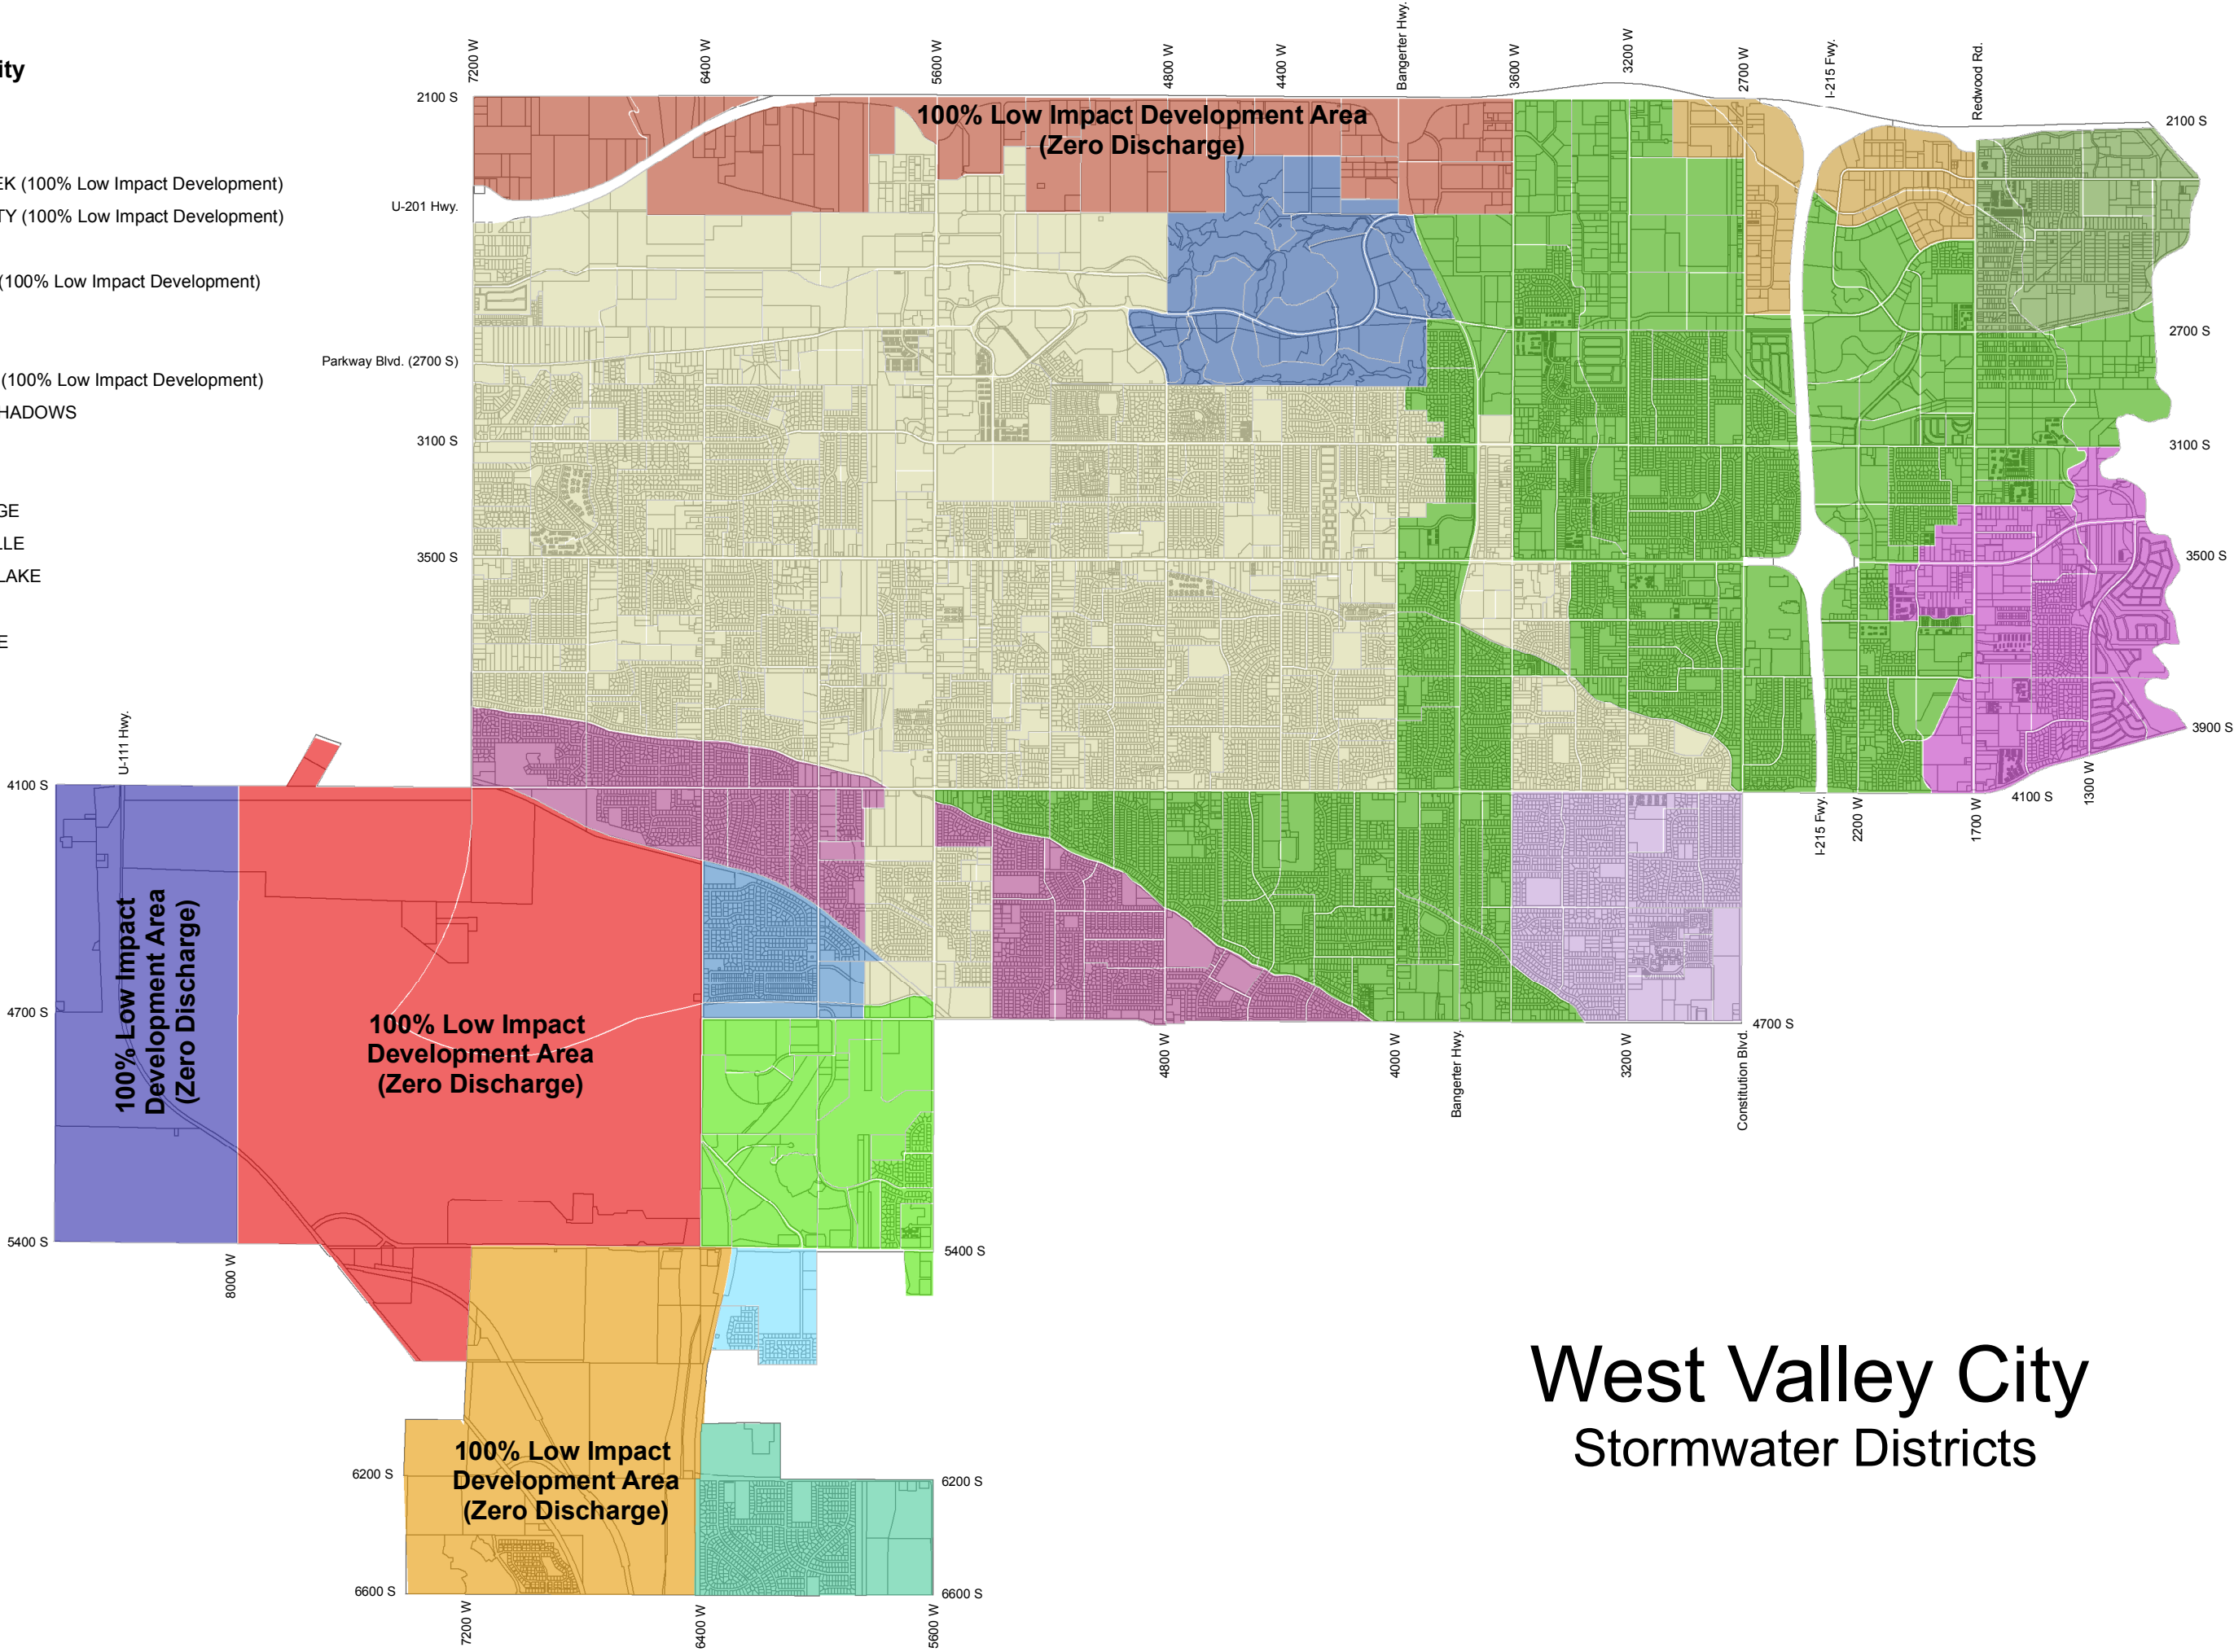 ity
EK (100% Low Impact Development)
TY (100% Low Impact Development)
(100% Low Impact Development)
(100% Low Impact Development)
HADOWS
GE
LLE
LAKE
E
7200 W
6400 W
5600 W
4800 W
4400 W
Bangerter Hwy.
3600 W
3200 W
2700 W
I-215 Fwy.
Redwood Rd.
2100 S
2100 S
100% Low Impact Development Area
(Zero Discharge)
U-201 Hwy.
2700 S
Parkway Blvd. (2700 S)
3100 S
3100 S
3500 S
3500 S
3900 S
U-111 Hwy.
4100 S
4100 S
1300 W
I-215 Fwy.
2200 W
1700 W
100% Low Impact
Development Area
(Zero Discharge)
4700 S
4700 S
100% Low Impact
Development Area
(Zero Discharge)
4800 W
4000 W
Bangerter Hwy.
3200 W
Constitution Blvd.
5400 S
5400 S
8000 W
West Valley City
Stormwater Districts
100% Low Impact
Development Area
(Zero Discharge)
6200 S
6200 S
6600 S
6600 S
7200 W
6400 W
5600 W